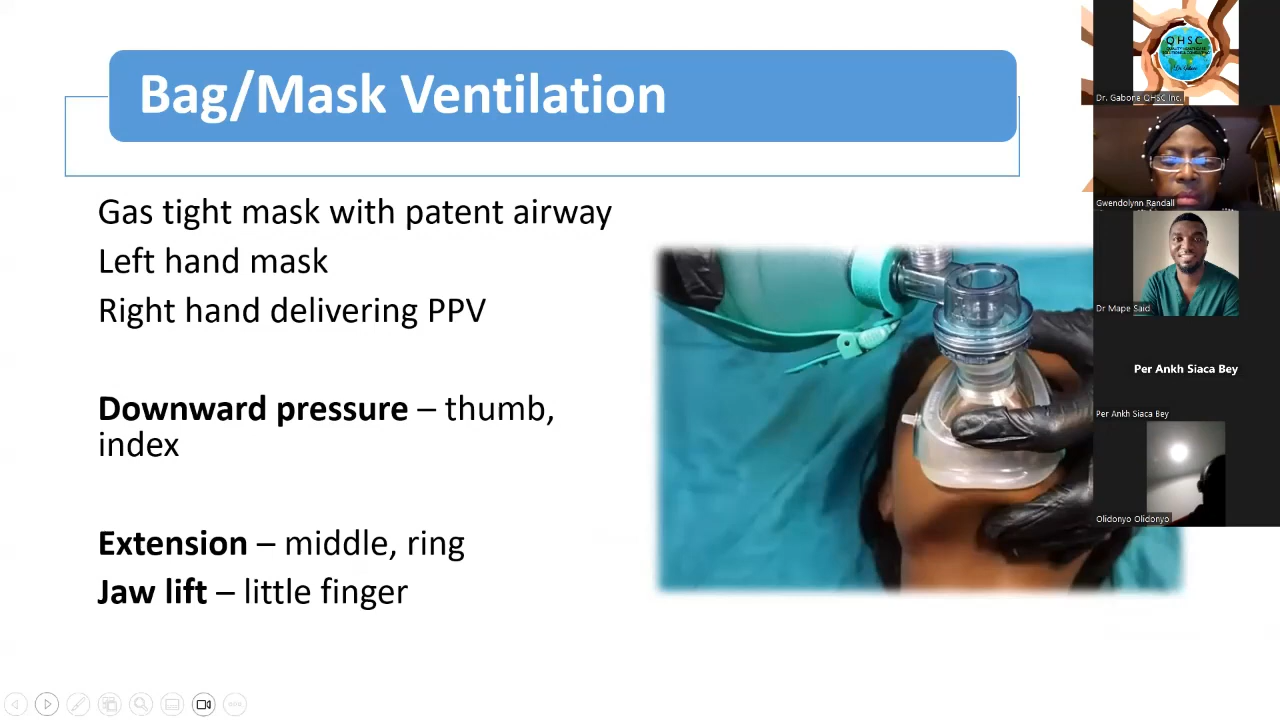 Bag/Mask Ventilation
Gas tight mask with patent airway
Left hand mask
Right hand delivering PPV
Downward pressure – thumb,
index
Extension – middle, ring
Jaw lift – little finger
QHSC
Dr. Gabone QHSC Inc.
Gwendolynn Randall
Dr Mape Said
Per Ankh Siaca Bey
Per Ankh Siaca Bey
Olidonyo Olidonyo